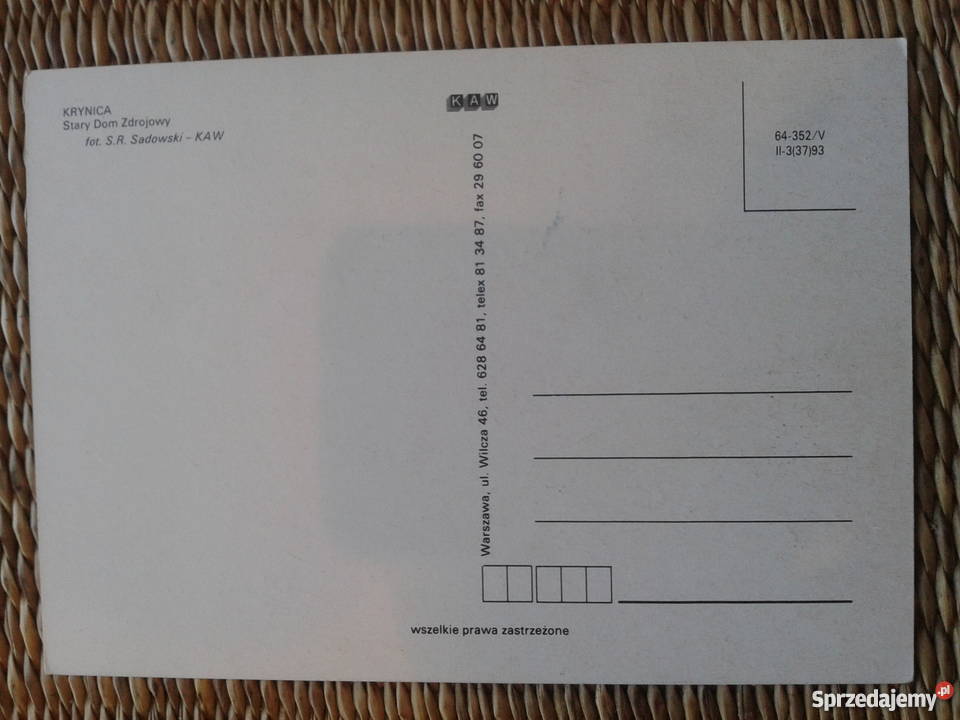 KRYNICA
Stary Dom Zdrojowy
fot. S.R. Sadowski – KAW
KAW
Warszawa, ul. Wilcza 46, tel. 628 64 81, telex 81 34 87, fax 29 60 07
64-352/V
II-3(37)93
wszelkie prawa zastrzeżone
Sprzedajemy.pl